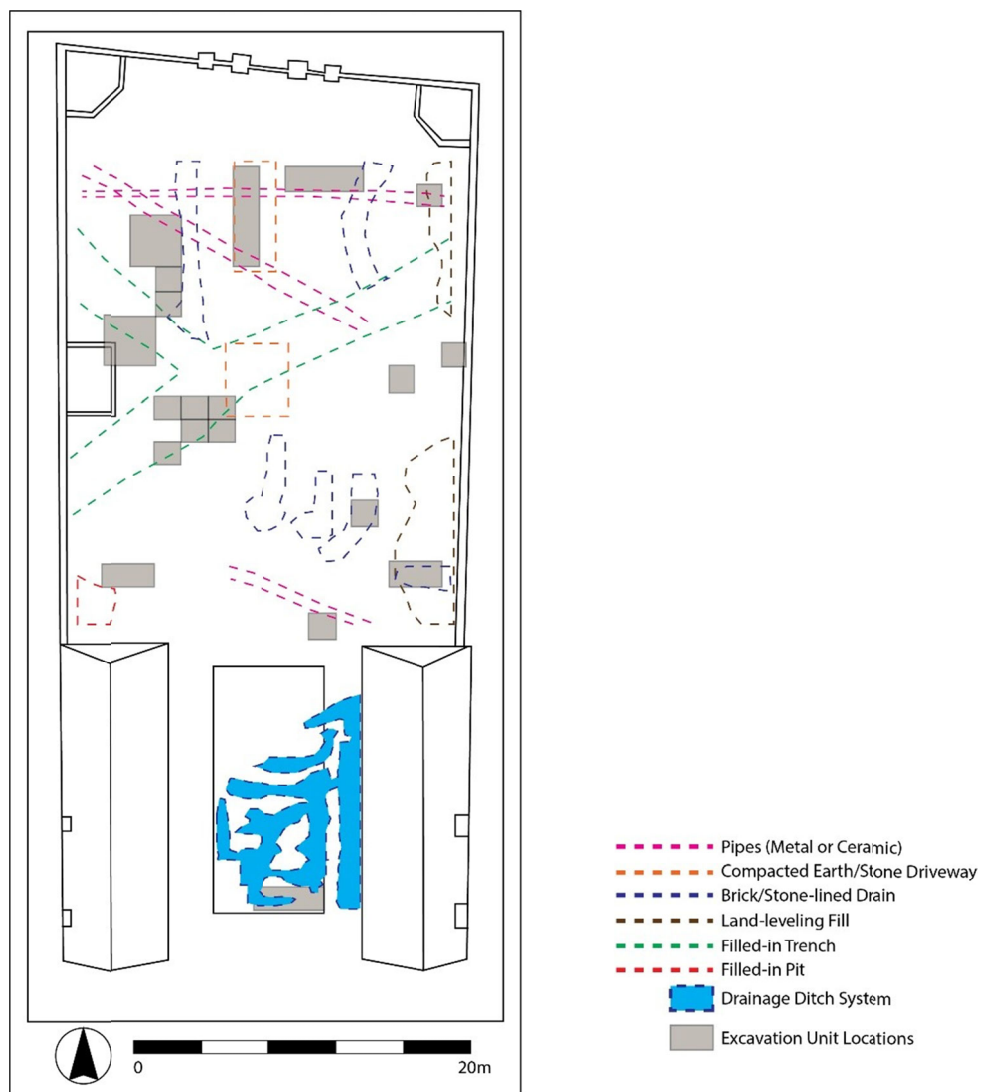 Pipes (Metal or Ceramic)
Compacted Earth/Stone Driveway
Brick/Stone-lined Drain
Land-leveling Fill
Filled-in Trench
Filled-in Pit
Drainage Ditch System
Excavation Unit Locations
0 20m